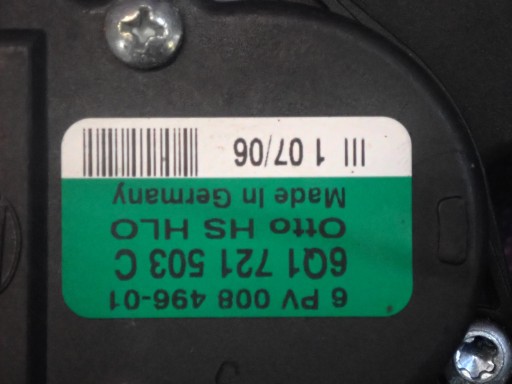 6 PV 008 496-01
6Q1 721 503 C
Otto HS HLO
Made In Germany
III 1 07/06